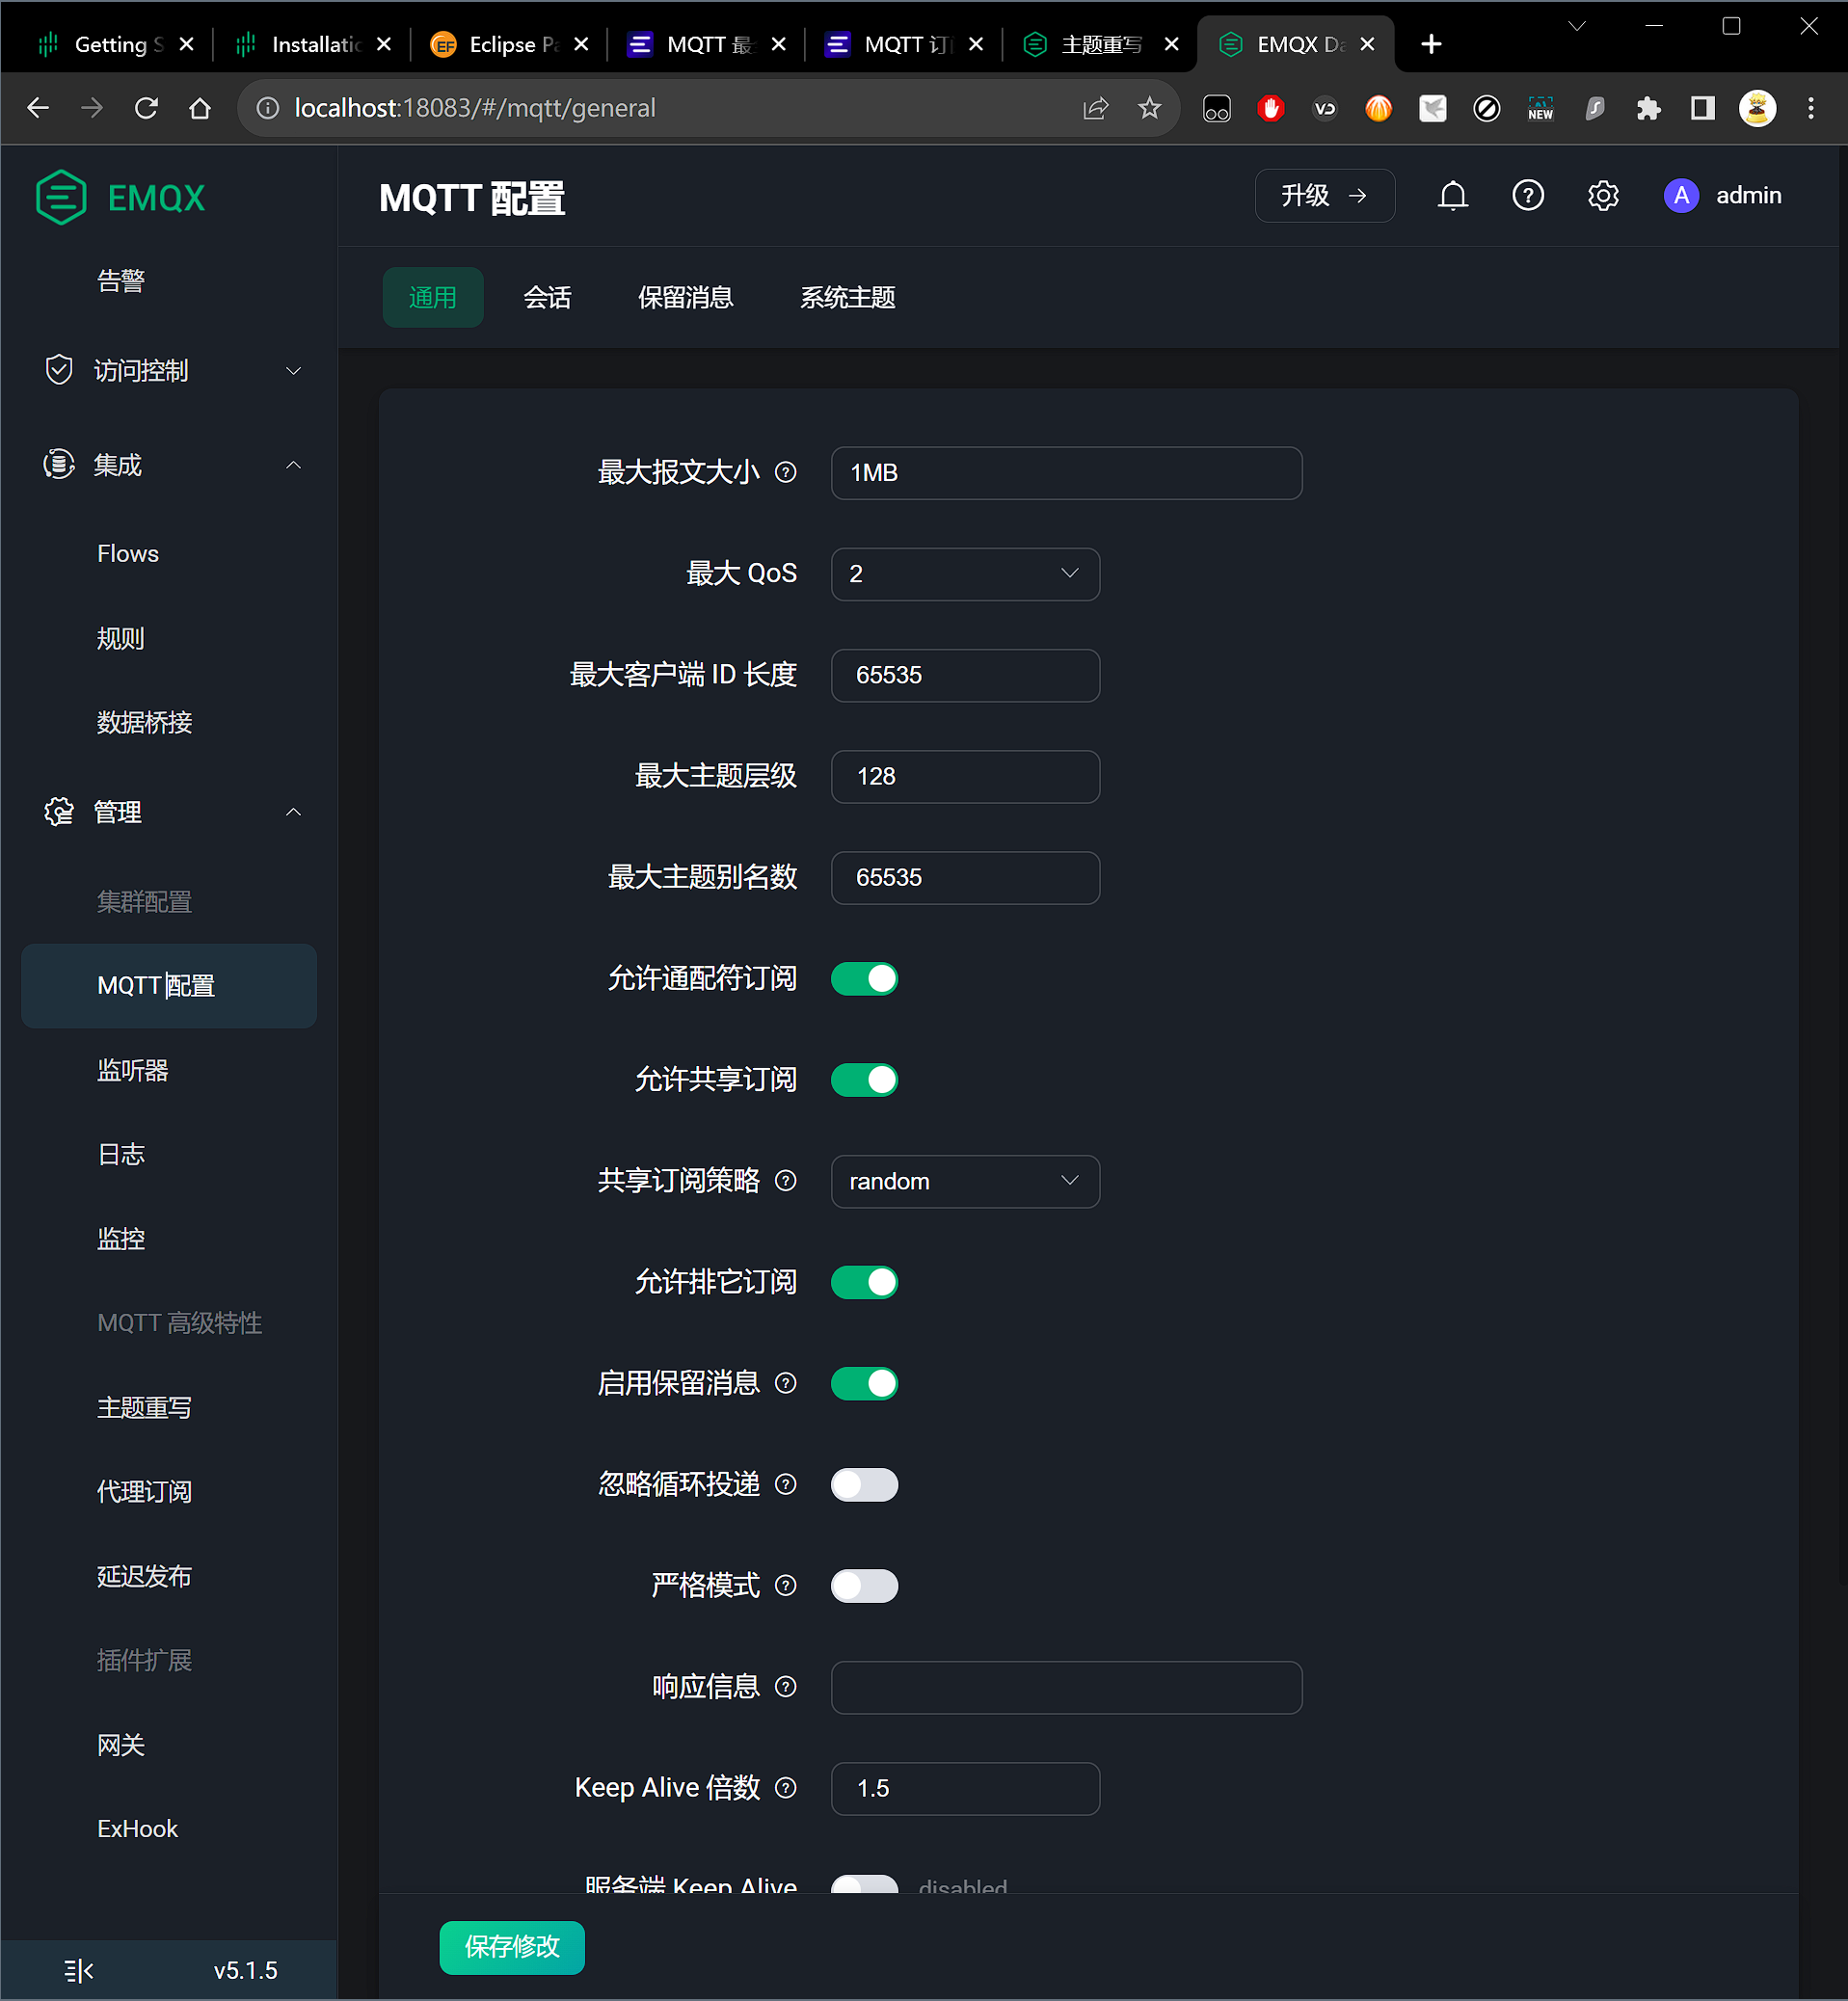 Getting S
Installatio
Eclipse Pa
MQTT 最
MQTT 订
主题重写
EMQX Da
localhost:18083/#/mqtt/general
NEW
EMQX
MQTT 配置
升级
A
admin
告警
通用
会话
保留消息
系统主题
访问控制
集成
Flows
规则
数据桥接
管理
集群配置
MQTT 配置
监听器
日志
监控
MQTT 高级特性
主题重写
代理订阅
延迟发布
插件扩展
网关
ExHook
v5.1.5
最大报文大小 1MB
最大 QoS 2
最大客户端 ID 长度 65535
最大主题层级 128
最大主题别名数 65535
允许通配符订阅
允许共享订阅
共享订阅策略 random
允许排它订阅
启用保留消息
忽略循环投递
严格模式
响应信息
Keep Alive 倍数 1.5
服务端 Keep Alive disabled
保存修改